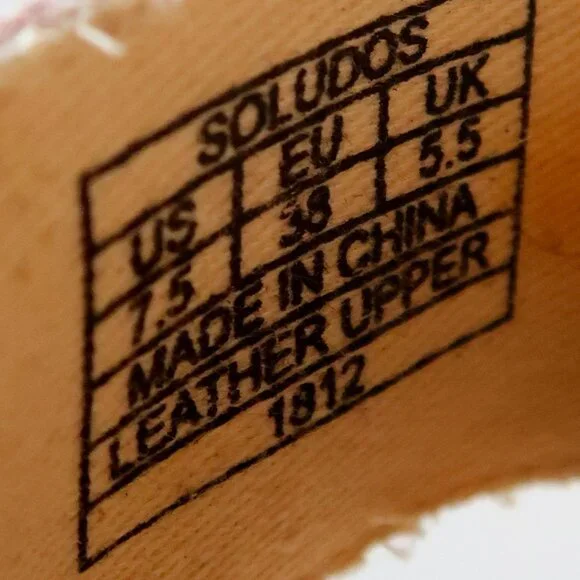 SOLUDOS
US EU UK
7.5 38 5.5
MADE IN CHINA
LEATHER UPPER
1812